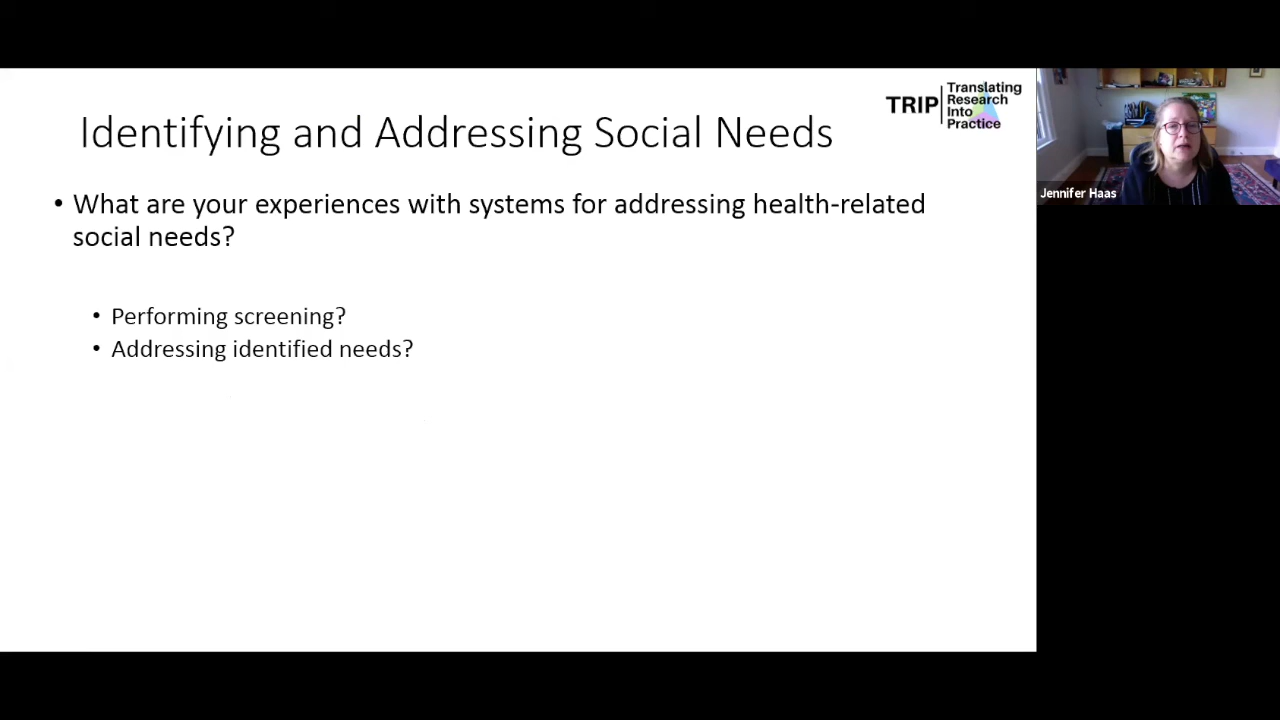 Identifying and Addressing Social Needs
TRIP
Translating
Research
Into
Practice
Jennifer Haas
• What are your experiences with systems for addressing health-related
social needs?
• Performing screening?
• Addressing identified needs?